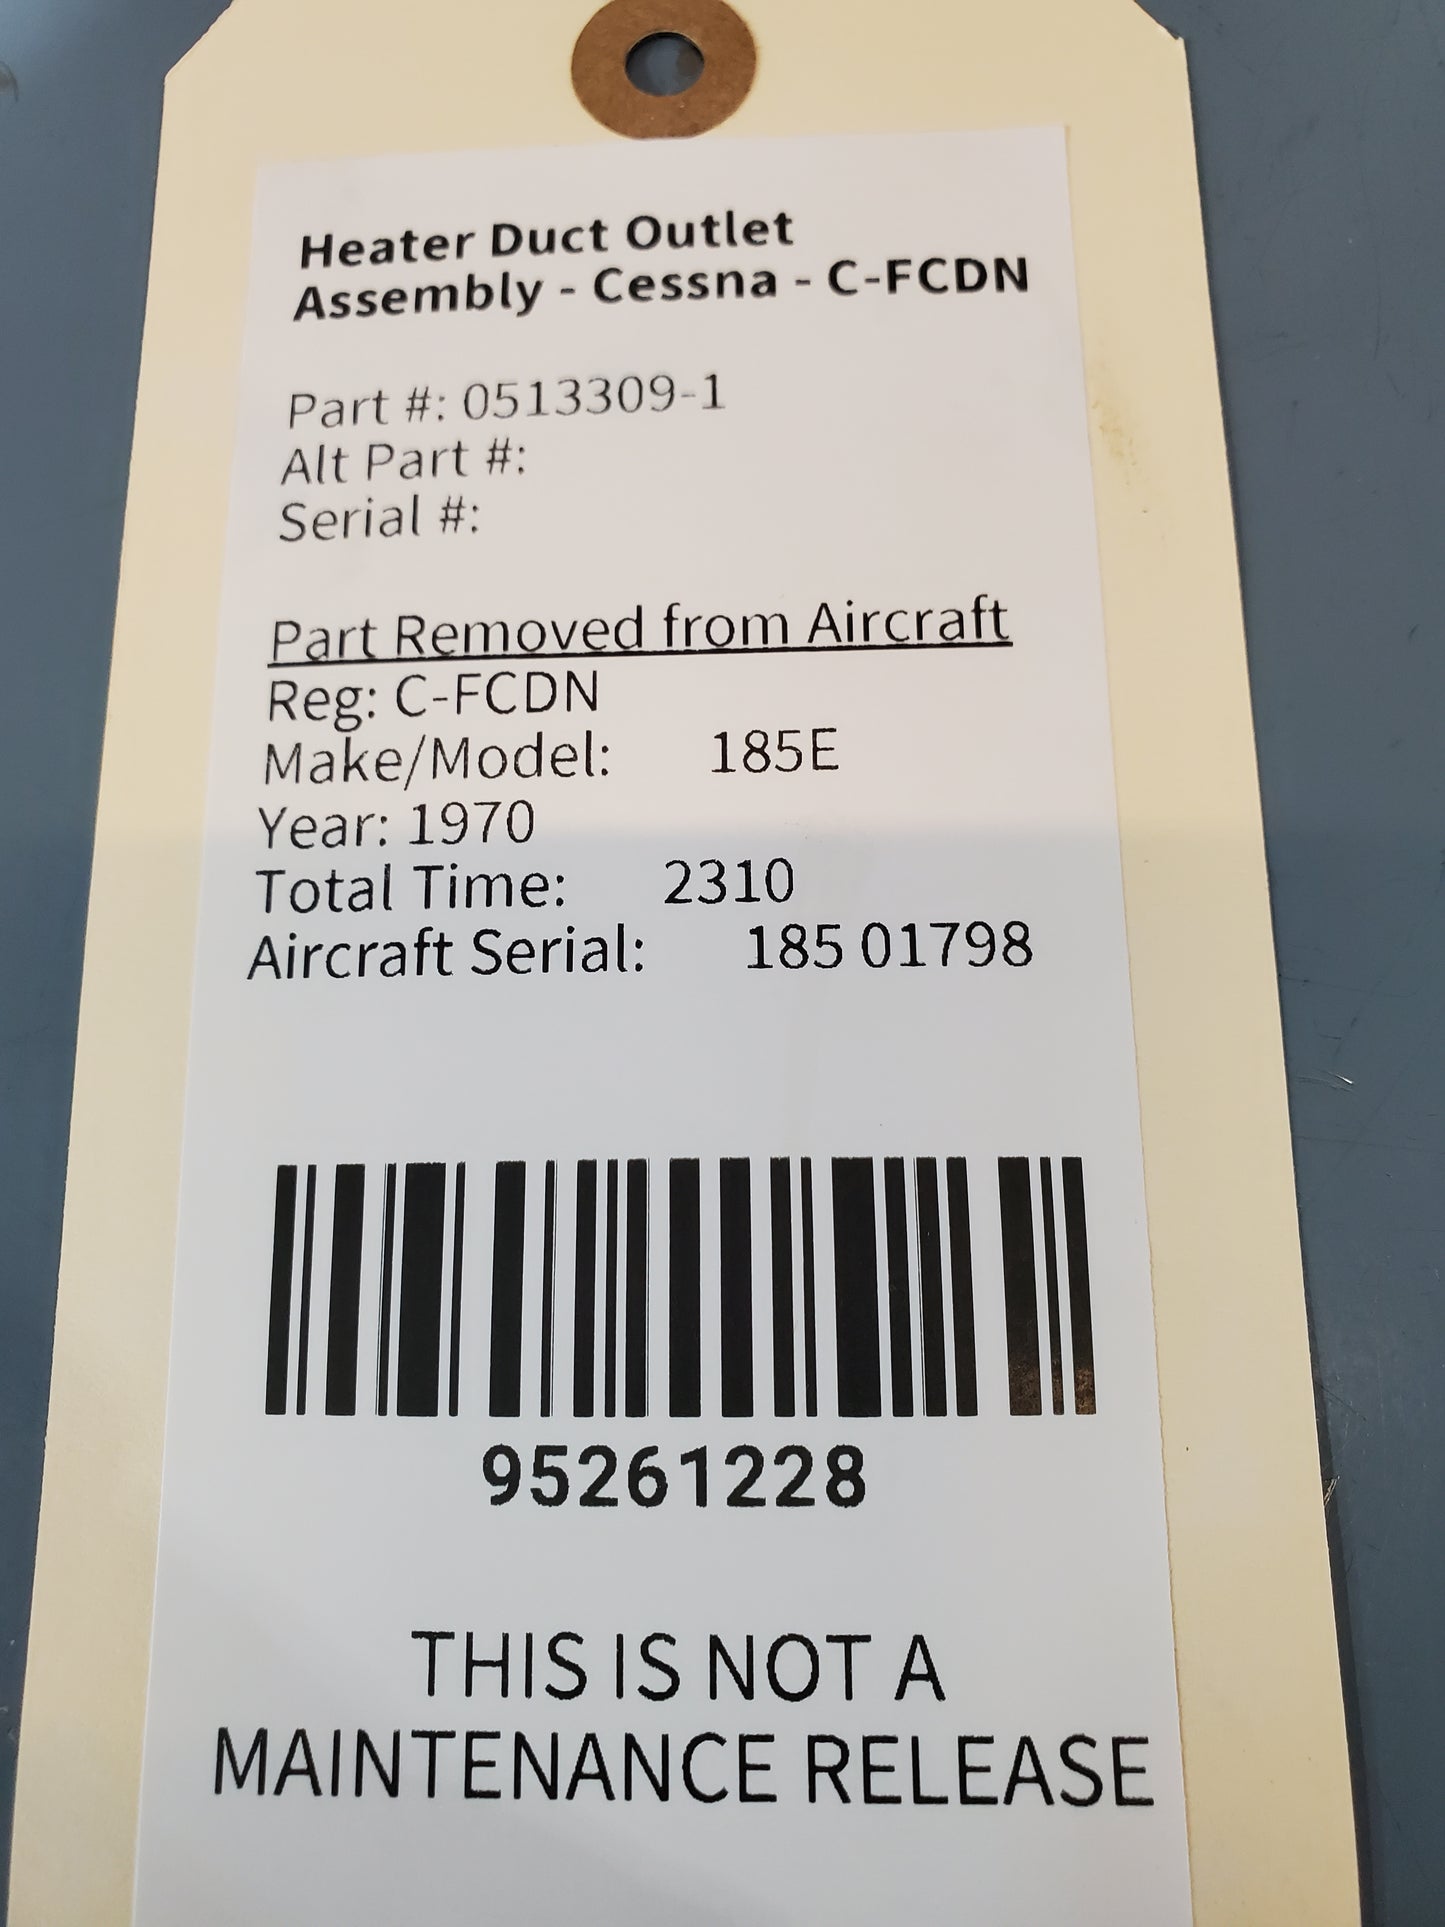 Heater Duct Outlet
Assembly - Cessna - C-FCDN
Part #: 0513309-1
Alt Part #:
Serial #:
Part Removed from Aircraft
Reg: C-FCDN
Make/Model: 185E
Year: 1970
Total Time: 2310
Aircraft Serial: 185 01798
95261228
THIS IS NOT A
MAINTENANCE RELEASE